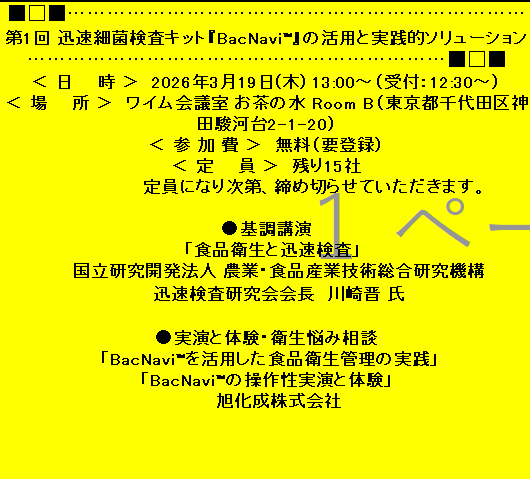 ■□■‥‥‥‥‥‥‥‥‥‥‥‥‥‥‥‥‥‥‥‥‥‥‥
第1回 迅速細菌検査キット『BacNavi™』の活用と実践的ソリューション
‥‥‥‥‥‥‥‥‥‥‥‥‥‥‥‥‥‥‥‥‥‥‥■□■
＜ 日　時 ＞ 2026年3月19日(木) 13:00～（受付：12:30～）
＜ 場　所 ＞ ワイム会議室 お茶の水 Room B（東京都千代田区神
田駿河台2-1-20）
＜ 参 加 費 ＞ 無料（要登録）
＜ 定　員 ＞ 残り15社
定員になり次第、締め切らせていただきます。
1 ペー
●基調講演
「食品衛生と迅速検査」
国立研究開発法人 農業・食品産業技術総合研究機構
迅速検査研究会会長　川崎晋 氏
●実演と体験・衛生悩み相談
「BacNavi™を活用した食品衛生管理の実践」
「BacNavi™の操作性実演と体験」
旭化成株式会社